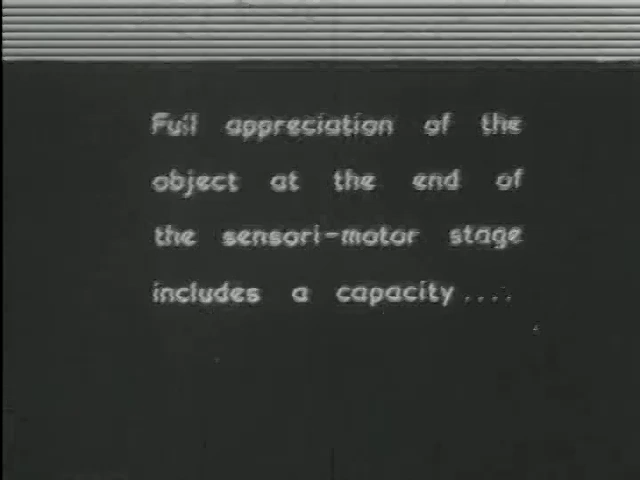 Full appreciation of the
object at the end of
the sensori-motor stage
includes a capacity....